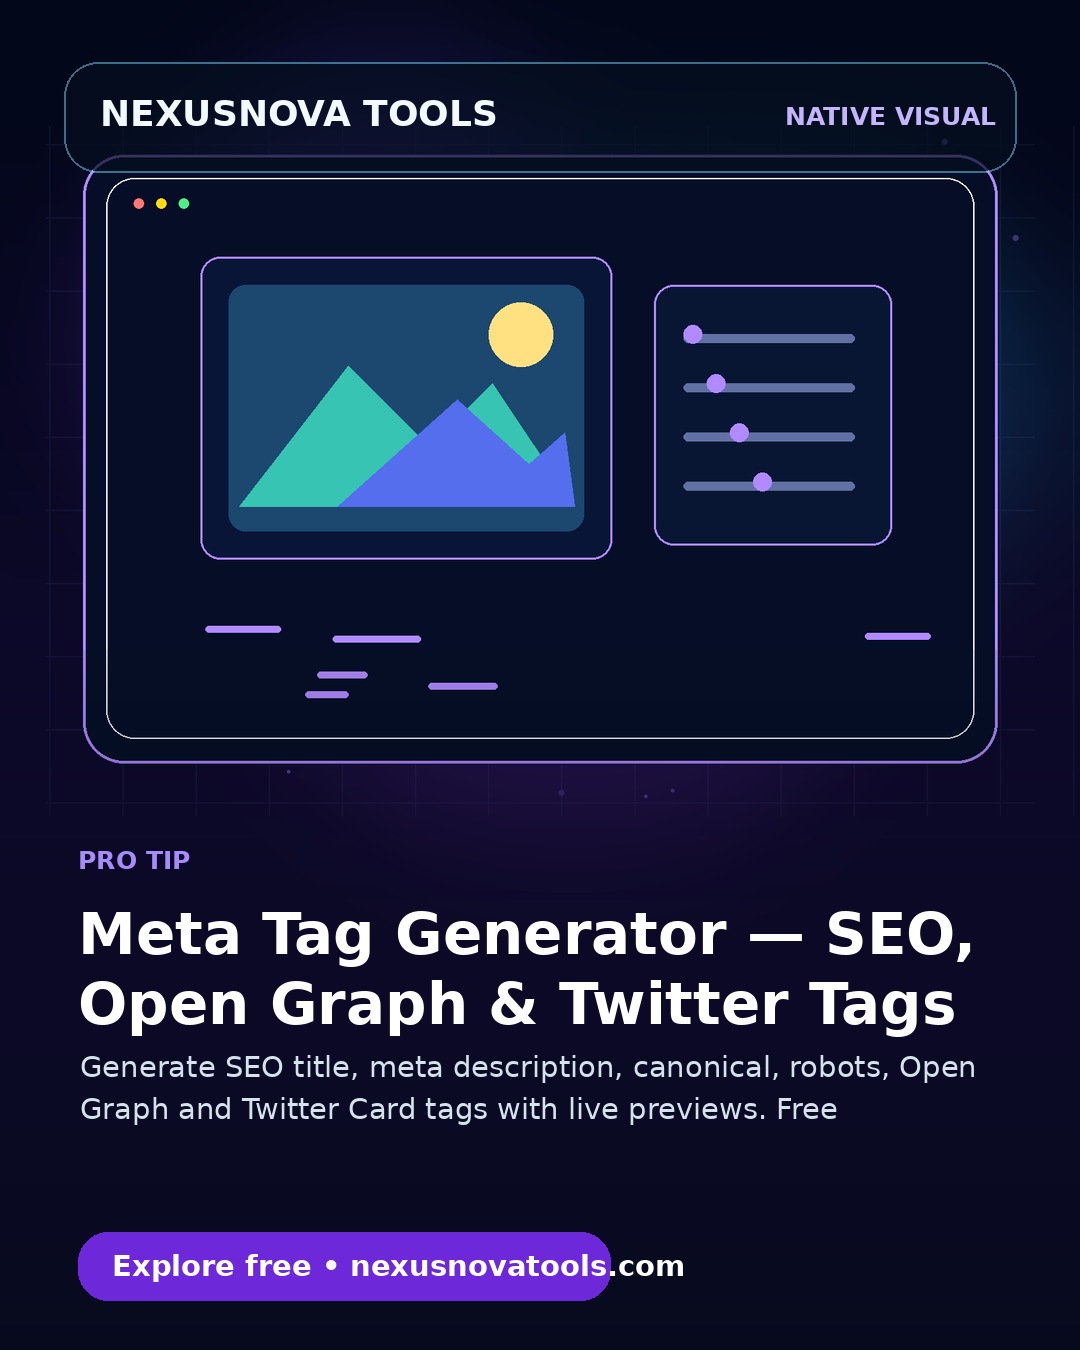 NEXUSNOVA TOOLS
NATIVE VISUAL
PRO TIP
Meta Tag Generator — SEO,
Open Graph & Twitter Tags
Generate SEO title, meta description, canonical, robots, Open
Graph and Twitter Card tags with live previews. Free
Explore free • nexusnovatools.com